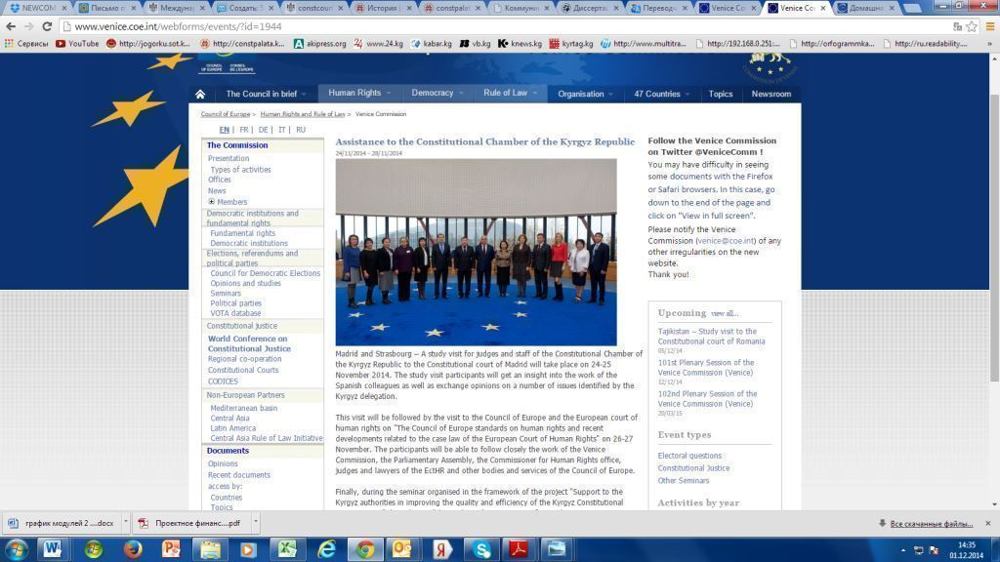 NEWCOM
Письмо о
Междуна
Создать:
constcour
История
constpalat
Коммуни
Диссерта
Перевод
Venice Co
Venice Co
Домашн
www.venice.coe.int/webforms/events/?id=1944
Сервисы
YouTube
http://jogorku.sot.k...
http://constpalata.k...
akipress.org
www.24.kg
kabar.kg
vb.kg
knews.kg
kyrtag.kg
http://www.multitra...
http://192.168.0.251:...
http://orfogrammka...
http://ru.readability....
COUNCIL OF EUROPE
CONSEIL DE L'EUROPE
The Council in brief
Human Rights
Democracy
Rule of Law
Organisation
47 Countries
Topics
Newsroom
Council of Europe > Human Rights and Rule of Law > Venice Commission
EN | FR | DE | IT | RU
The Commission
Presentation
Types of activities
Offices
News
Members
Democratic institutions and
fundamental rights
Fundamental rights
Democratic institutions
Elections, referendums and
political parties
Council for Democratic Elections
Opinions and studies
Seminars
Political parties
VOTA database
Constitutional justice
World Conference on
Constitutional Justice
Regional co-operation
Constitutional Courts
CODICES
Non-European Partners
Mediterranean basin
Central Asia
Latin America
Central Asia Rule of Law Initiative
Documents
Opinions
Recent documents
access by:
Countries
Topics
Assistance to the Constitutional Chamber of the Kyrgyz Republic
24/11/2014 - 28/11/2014
Madrid and Strasbourg – A study visit for judges and staff of the Constitutional Chamber of
the Kyrgyz Republic to the Constitutional court of Madrid will take place on 24-25
November 2014. The study visit participants will get an insight into the work of the
Spanish colleagues as well as exchange opinions on a number of issues identified by the
Kyrgyz delegation.
This visit will be followed by the visit to the Council of Europe and the European court of
human rights on "The Council of Europe standards on human rights and recent
developments related to the case law of the European Court of Human Rights" on 26-27
November. The participants will be able to follow closely the work of the Venice
Commission, the Parliamentary Assembly, the Commissioner for Human Rights office,
judges and lawyers of the EctHR and other bodies and services of the Council of Europe.
Finally, during the seminar organised in the framework of the project "Support to the
Kyrgyz authorities in improving the quality and efficiency of the Kyrgyz Constitutional
Follow the Venice Commission
on Twitter @VeniceComm !
You may have difficulty in seeing
some documents with the Firefox
or Safari browsers. In this case, go
down to the end of the page and
click on "View in full screen".
Please notify the Venice
Commission (venice@coe.int) of any
other irregularities on the new
website.
Thank you!
Upcoming view all...
Tajikistan – Study visit to the
Constitutional court of Romania
05/12/14
101st Plenary Session of the
Venice Commission (Venice)
12/12/14
102nd Plenary Session of the
Venice Commission (Venice)
20/03/15
Event types
Electoral questions
Constitutional Justice
Other Seminars
Activities by year
график модулей 2 ....docx
Проектное финанс....pdf
Все скачанные файлы...
14:35
01.12.2014